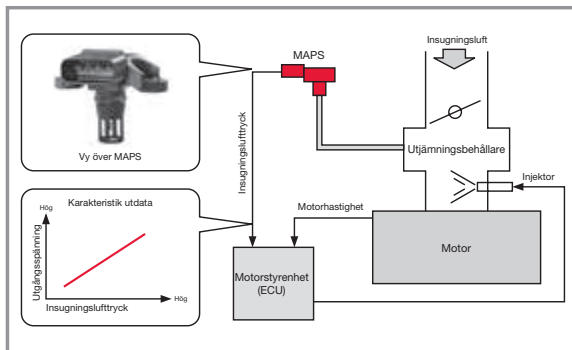 Insugningsluft
MAPS
Vy över MAPS
Insugningslufttryck
Utjämningsbehållare
Injektor
Karakteristik utdata
Hög
Utgångsspänning
Hög
Insugningslufttryck
Motorhastighet
Motorstyrenhet
(ECU)
Motor